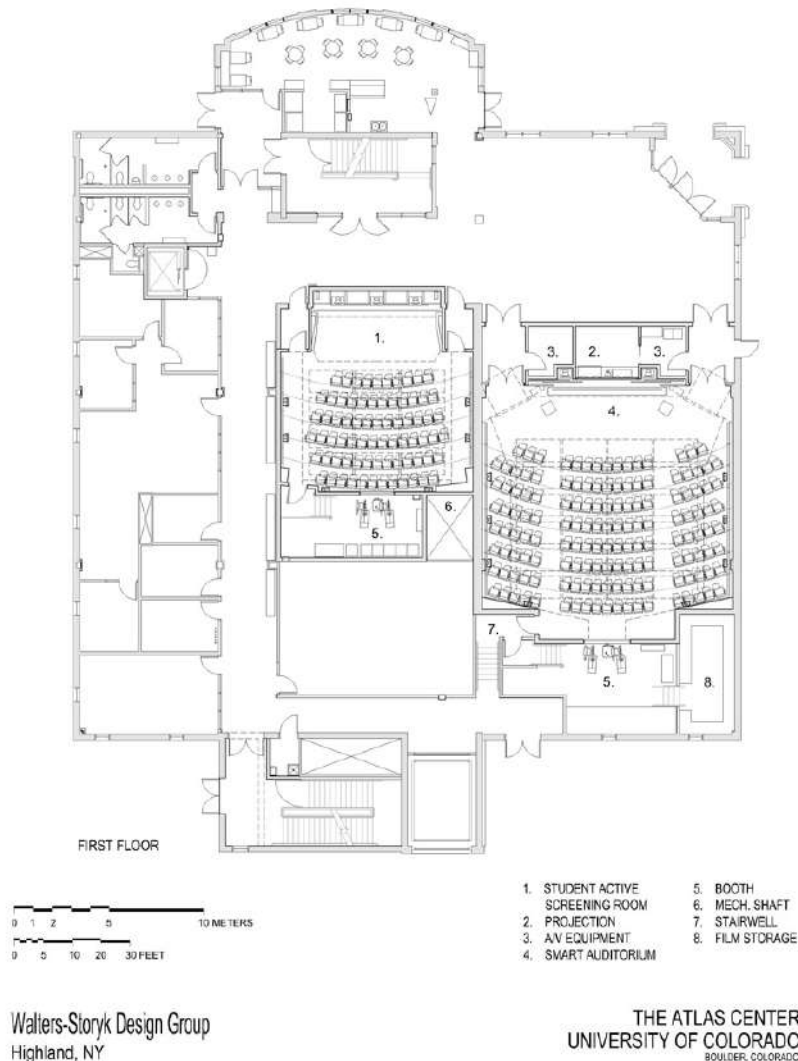 1.
3.
2.
3.
4.
5.
6.
7.
5.
8.
FIRST FLOOR
0 1 2 5 10 METERS
0 5 10 20 30 FEET
1. STUDENT ACTIVE
SCREENING ROOM
2. PROJECTION
3. A/V EQUIPMENT
4. SMART AUDITORIUM
5. BOOTH
6. MECH. SHAFT
7. STAIRWELL
8. FILM STORAGE
Walters-Storyk Design Group
Highland, NY
THE ATLAS CENTER
UNIVERSITY OF COLORADO
BOULDER, COLORADO